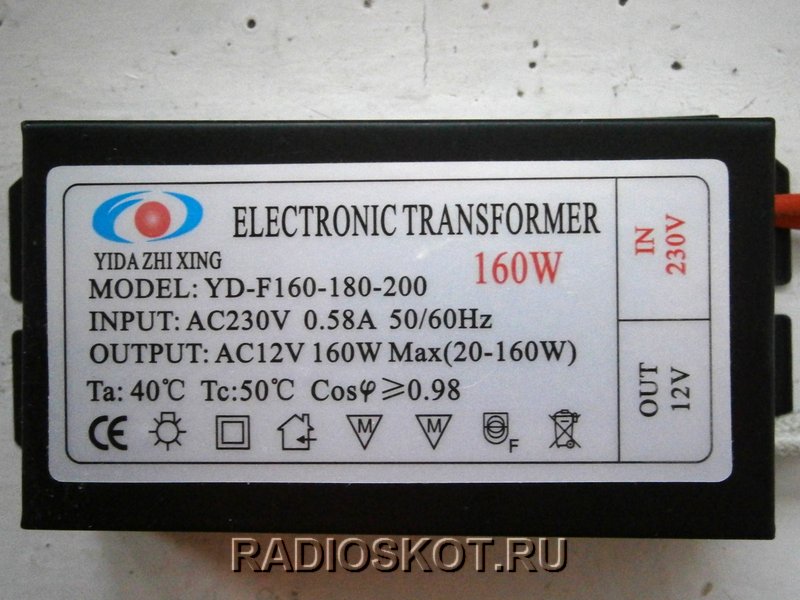 ELECTRONIC TRANSFORMER
YIDA ZHI XING
160W
MODEL: YD-F160-180-200
INPUT: AC230V 0.58A 50/60Hz
OUTPUT: AC12V 160W Max(20-160W)
Ta: 40℃ Tc:50℃ Cosφ≥0.98
CE M M F
IN
230V
OUT
12V
RADIOSKOT.RU